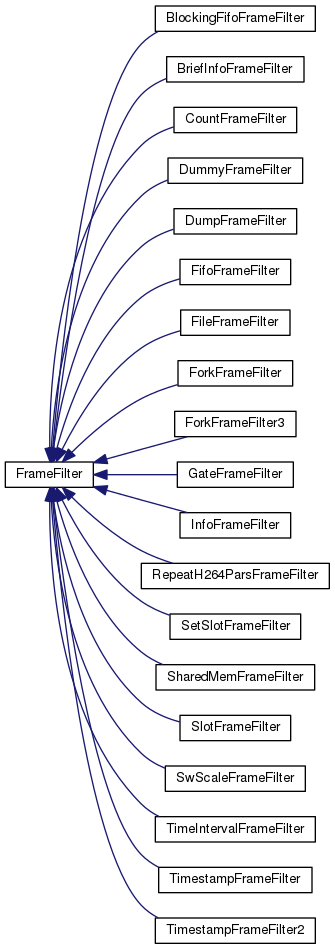 BlockingFifoFrameFilter
BriefInfoFrameFilter
CountFrameFilter
DummyFrameFilter
DumpFrameFilter
FifoFrameFilter
FileFrameFilter
ForkFrameFilter
ForkFrameFilter3
FrameFilter
GateFrameFilter
InfoFrameFilter
RepeatH264ParsFrameFilter
SetSlotFrameFilter
SharedMemFrameFilter
SlotFrameFilter
SwScaleFrameFilter
TimeIntervalFrameFilter
TimestampFrameFilter
TimestampFrameFilter2